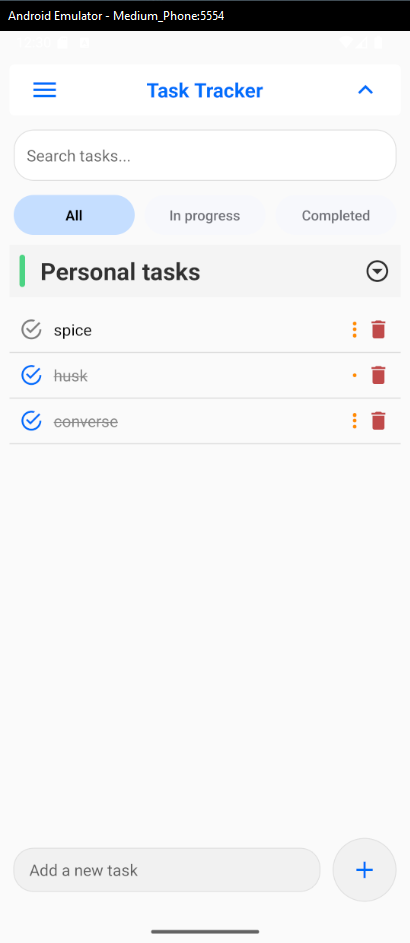 Android Emulator - Medium_Phone:5554
Task Tracker
Search tasks...
All In progress Completed
Personal tasks
spice
husk
converse
Add a new task